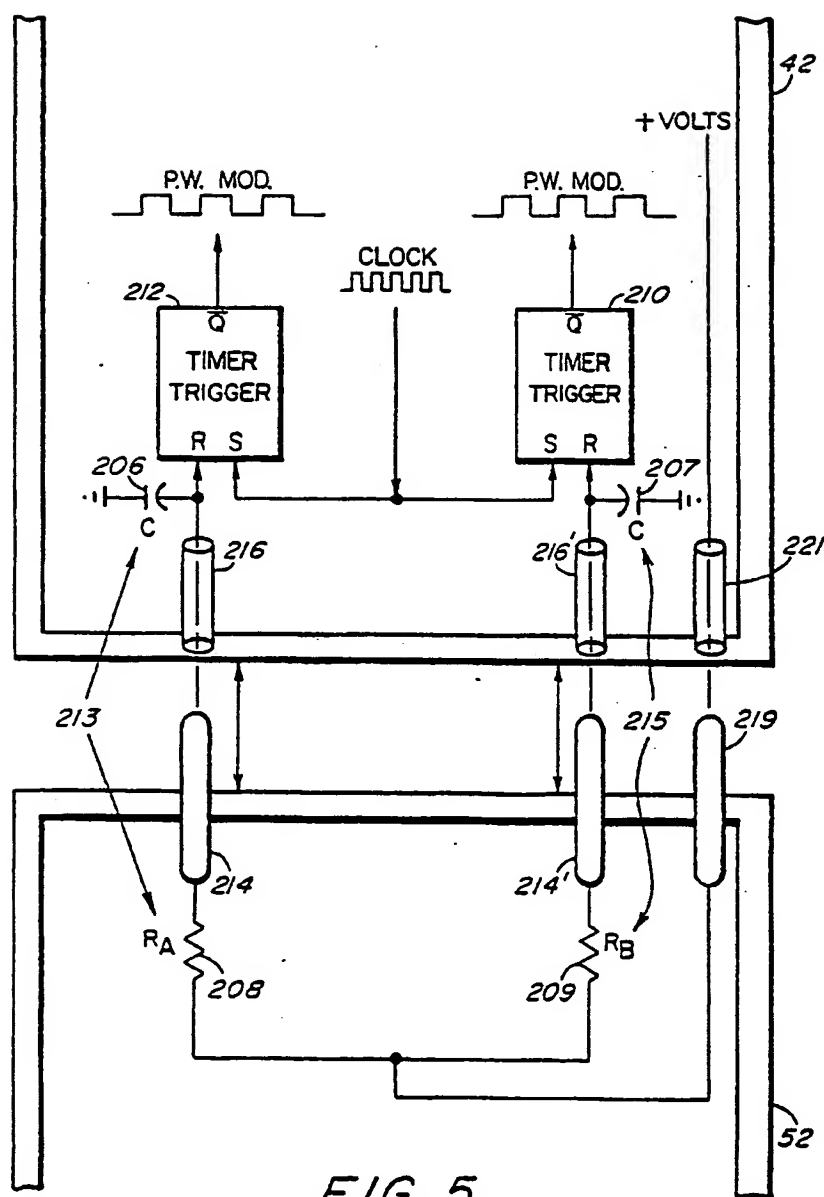 42
+ VOLTS
P.W. MOD.
P.W. MOD.
CLOCK
212
210
Q̅
Q̅
TIMER
TRIGGER
TIMER
TRIGGER
R S
S R
206
207
C
C
216
216'
221
213
215
219
214
214'
RA
RB
208
209
52
FIG. 5